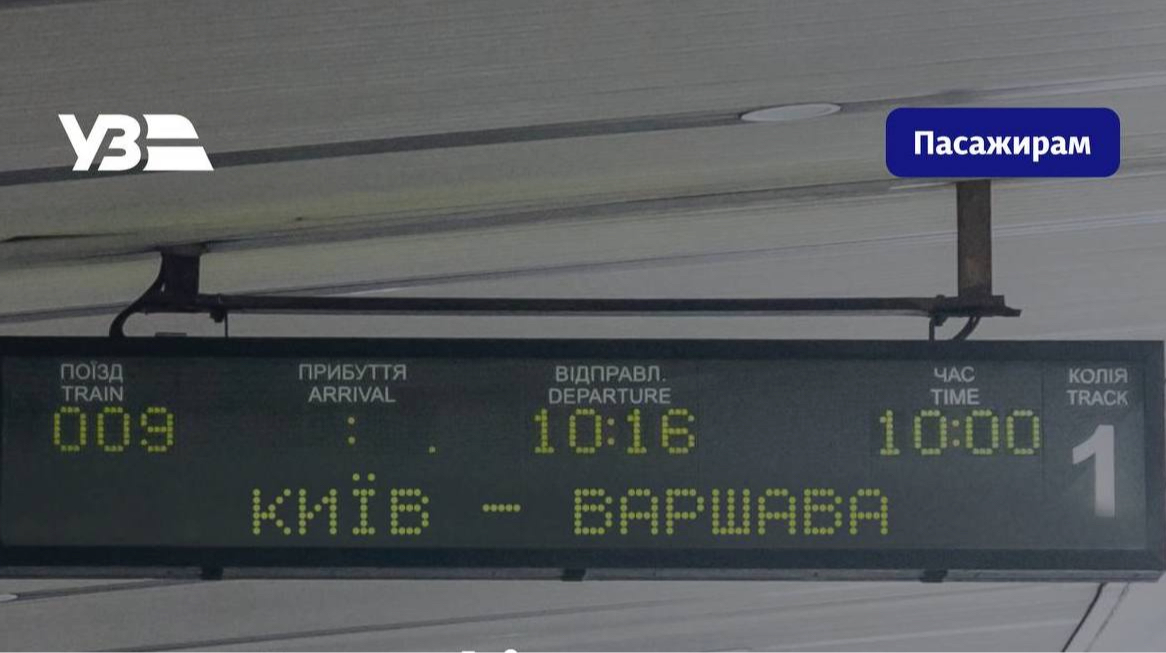 УЗ
Пасажирам
ПОЇЗД ПРИБУТТЯ ВІДПРАВЛ. ЧАС КОЛІЯ
TRAIN ARRIVAL DEPARTURE TIME TRACK
009 : . 10:16 10:00 1
КИЇВ - ВАРШАВА